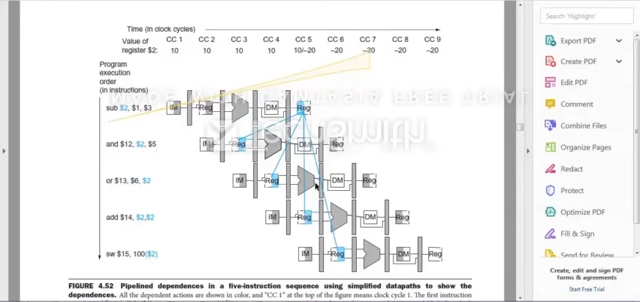 Time (in clock cycles)
Value of register $2:
CC 1 CC 2 CC 3 CC 4 CC 5 CC 6 CC 7 CC 8 CC 9
10 10 10 10 10/–20 –20 –20 –20 –20
Program
execution
order
(in instructions)
sub $2, $1, $3
IM Reg DM Reg
and $12, $2, $5
IM Reg DM Reg
or $13, $6, $2
IM Reg DM Reg
add $14, $2,$2
IM Reg DM Reg
sw $15, 100($2)
IM Reg DM Reg
MADE WITH CAMTASIA FREE TRIAL
TechSmith
FIGURE 4.52 Pipelined dependences in a five-instruction sequence using simplified datapaths to show the
dependences. All the dependent actions are shown in color, and "CC 1" at the top of the figure means clock cycle 1. The first instruction
Search 'Highlight'
Export PDF
Create PDF
Edit PDF
Comment
Combine Files
Organize Pages
Redact
Protect
Optimize PDF
Fill & Sign
Send for Review
Create, edit and sign PDF
forms & agreements
Start Free Trial